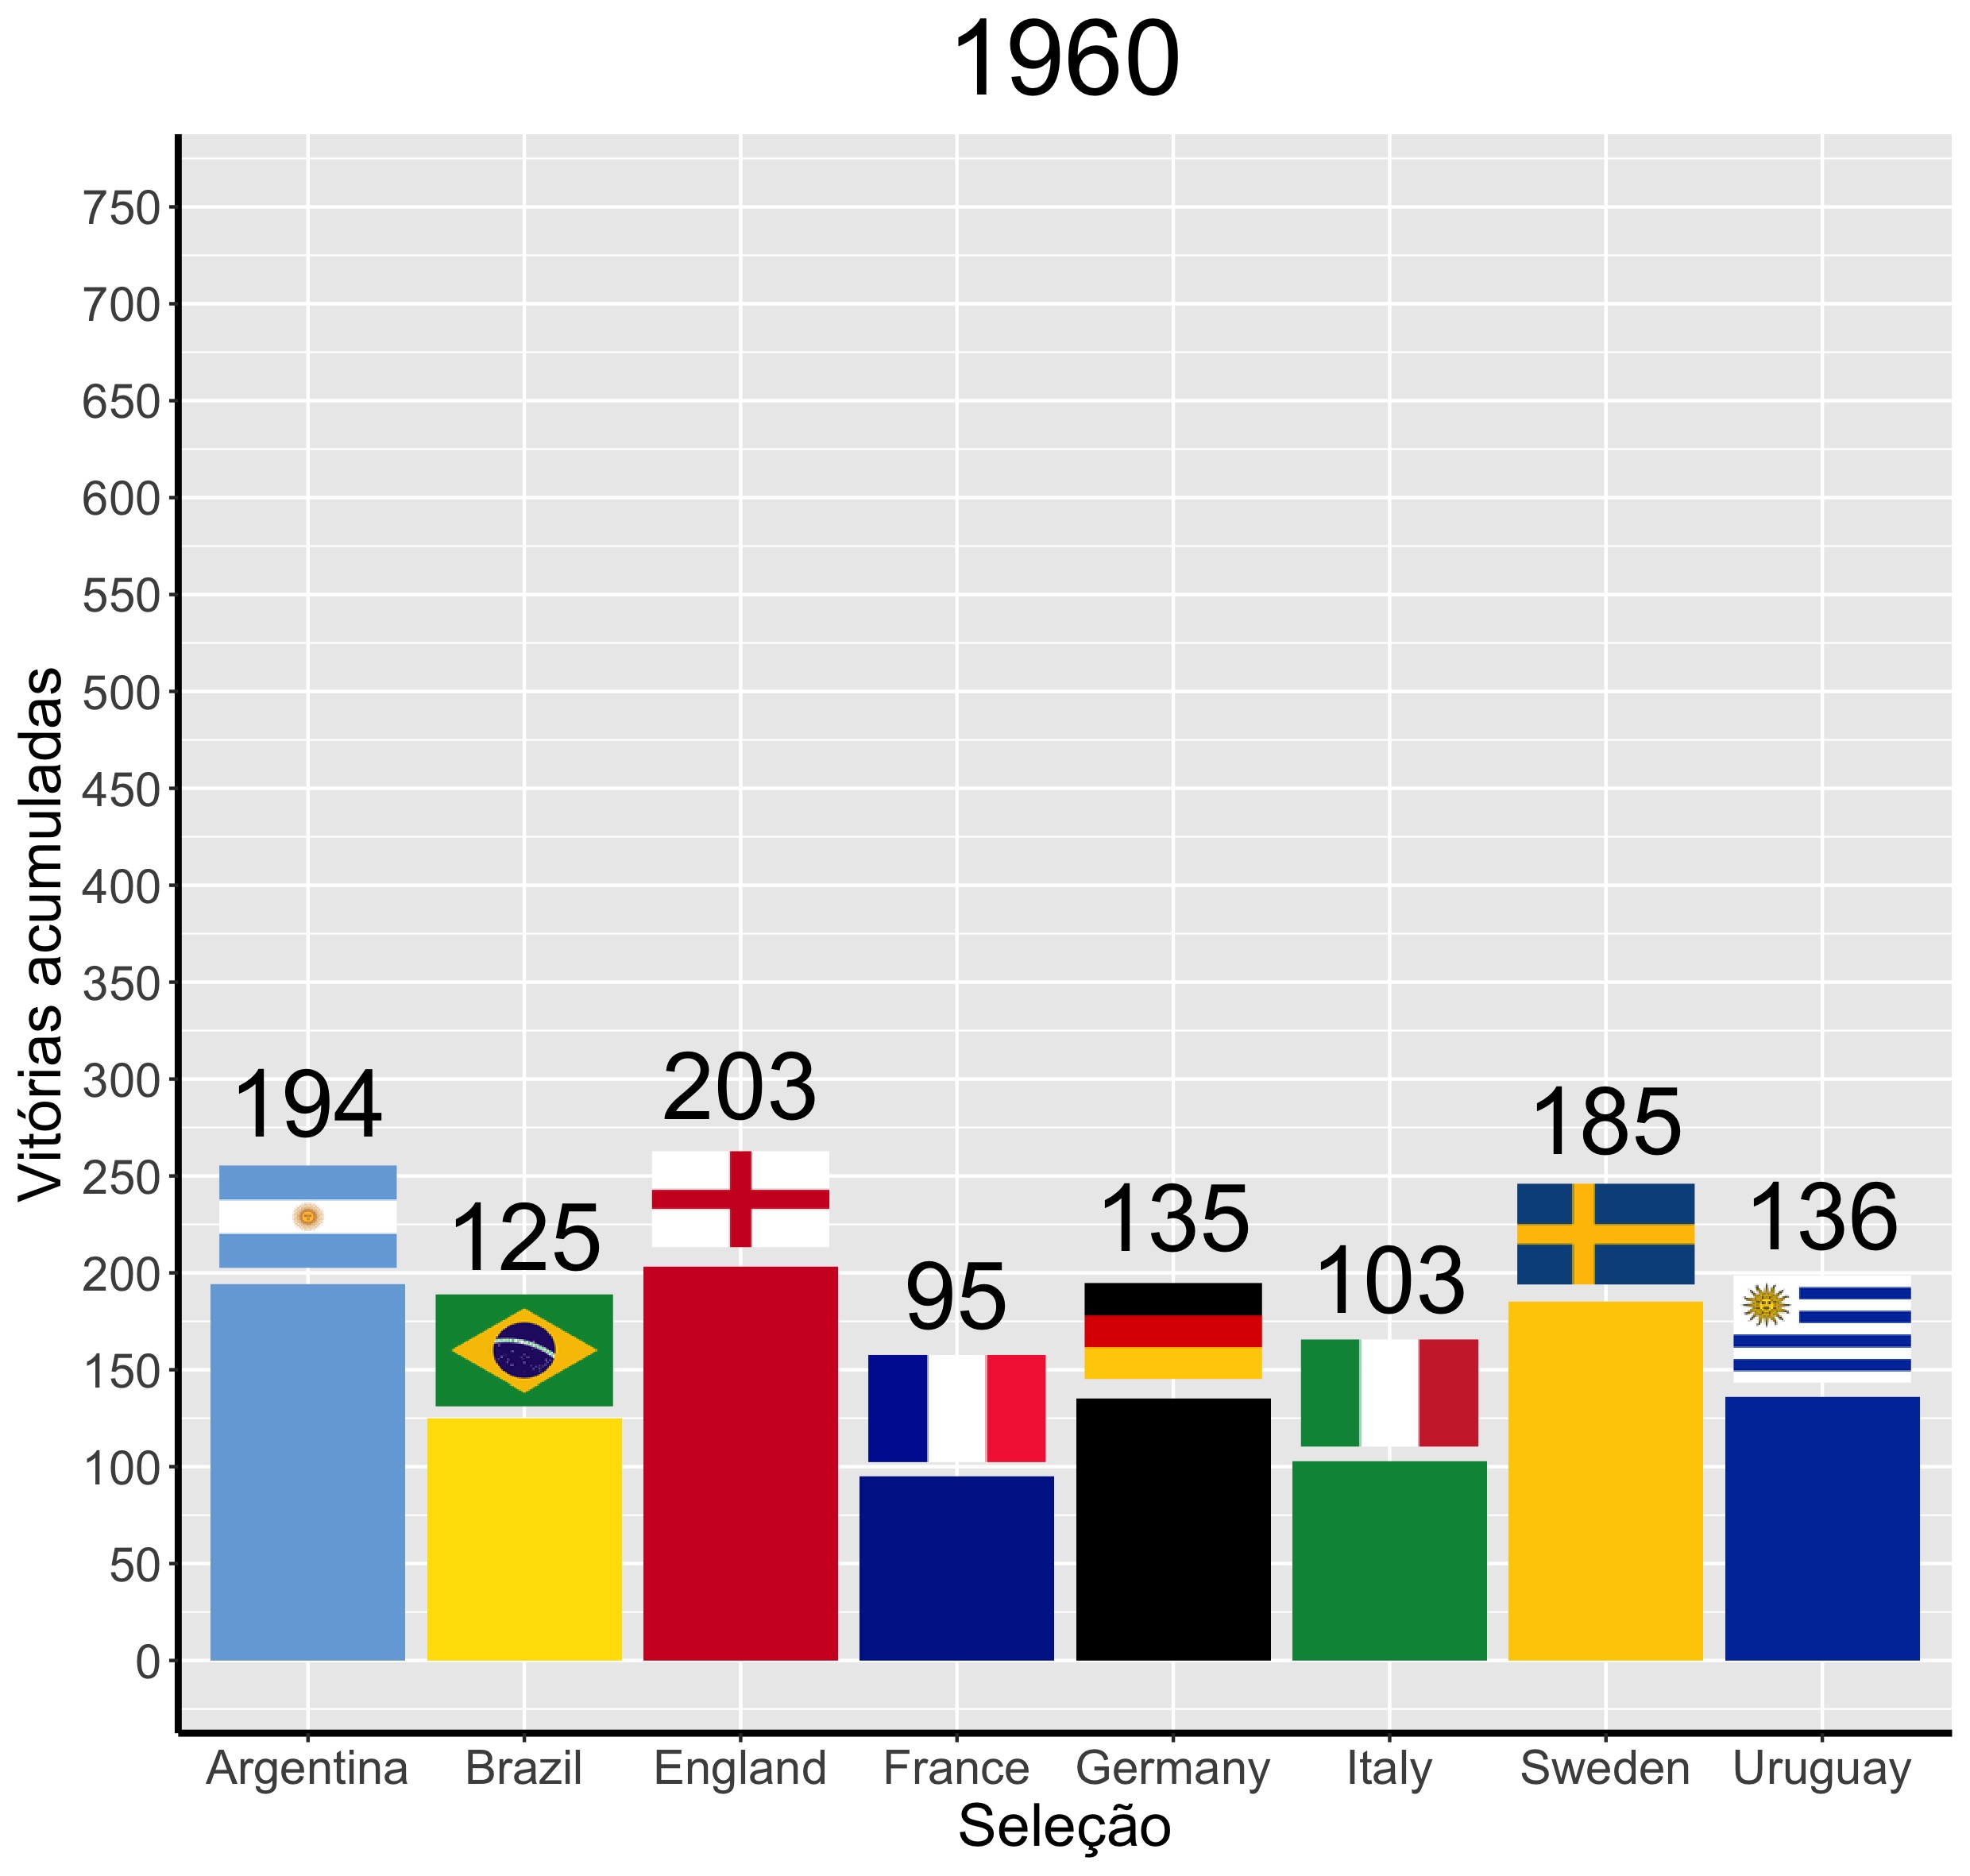 1960
Vitórias acumuladas
750
700
650
600
550
500
450
400
350
300
250
200
150
100
50
0
194
125
203
95
135
103
185
136
Argentina
Brazil
England
France
Germany
Italy
Sweden
Uruguay
Seleção